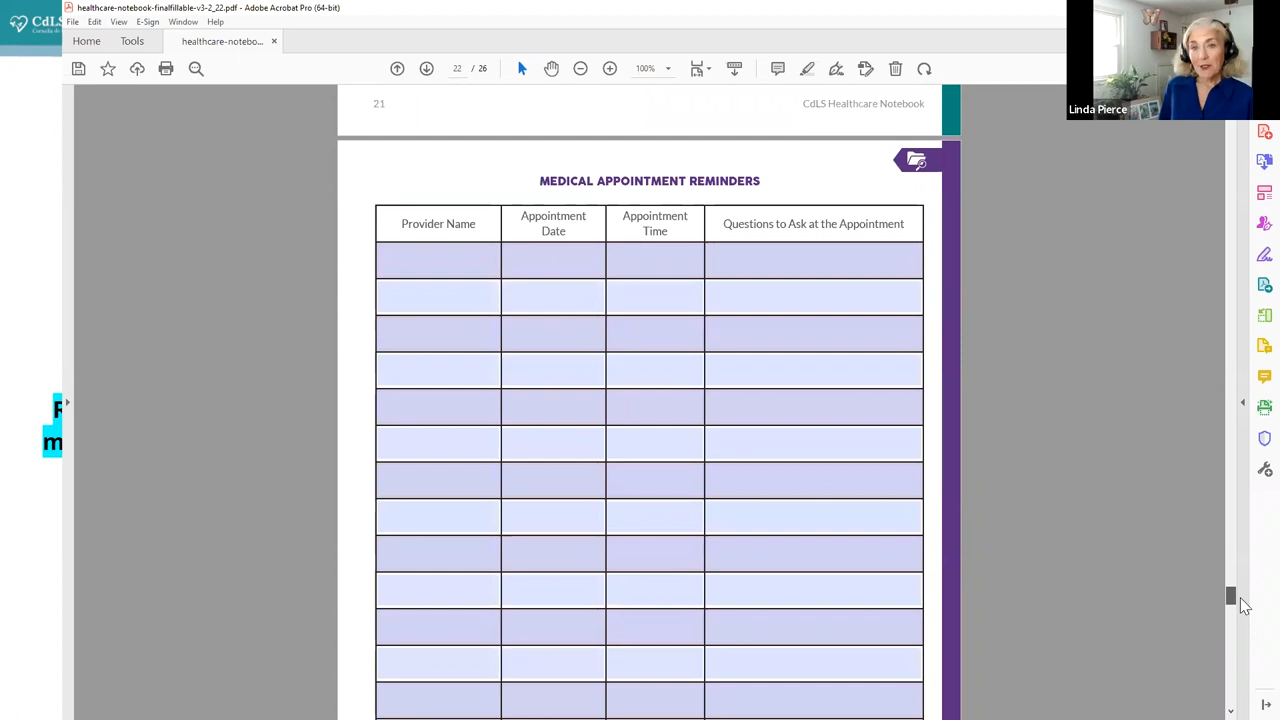 healthcare-notebook-finalfillable-v3-2_22.pdf - Adobe Acrobat Pro (64-bit)
CdLS
File Edit View E-Sign Window Help
Home Tools healthcare-notebo... ×
22 / 26 100%
Linda Pierce
21 CdLS Healthcare Notebook
MEDICAL APPOINTMENT REMINDERS
Provider Name
Appointment
Date
Appointment
Time
Questions to Ask at the Appointment
m